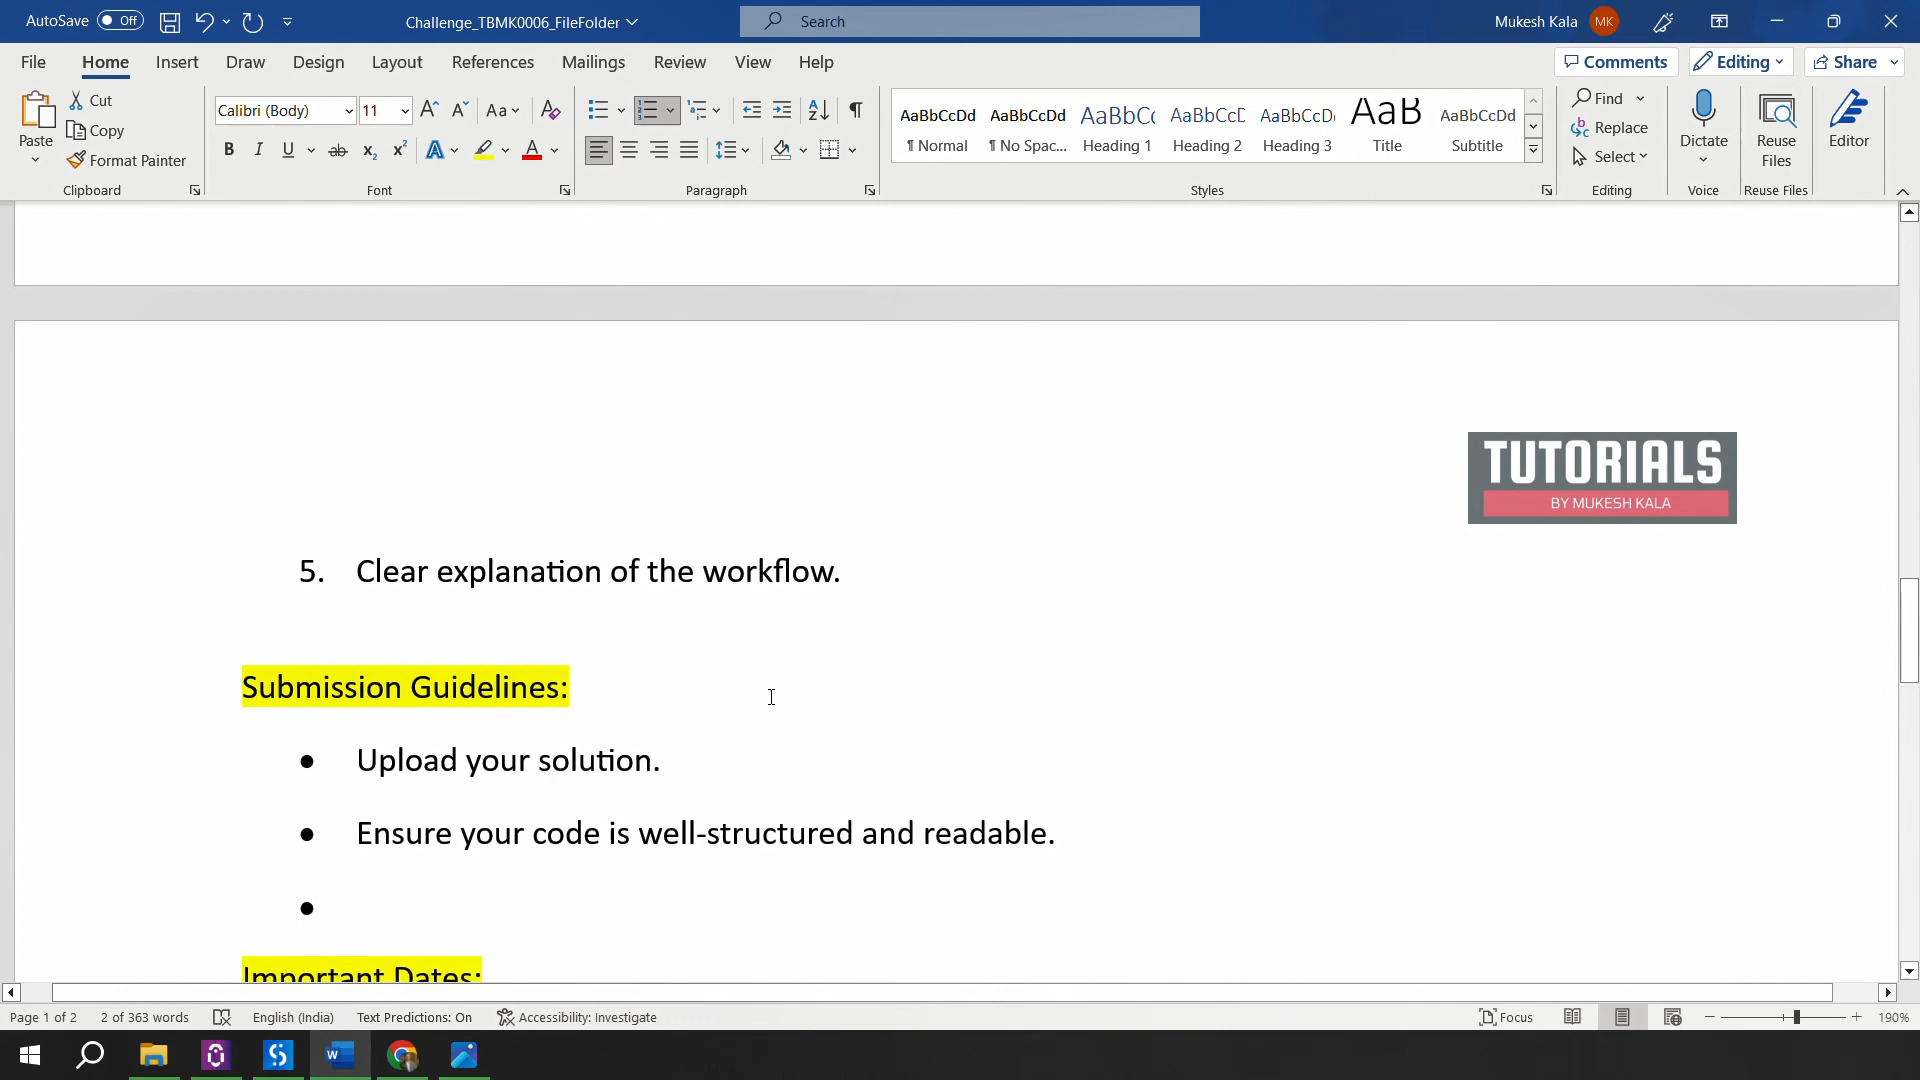 AutoSave Off
Challenge_TBMK0006_FileFolder
Search
Mukesh Kala MK
File Home Insert Draw Design Layout References Mailings Review View Help
Comments Editing Share
Paste
Cut
Copy
Format Painter
Clipboard
Calibri (Body) 11
Aa
B I U ab x₂ x² A A
Font
Paragraph
AaBbCcDd AaBbCcDd AaBbCc AaBbCcD AaBbCcDd AaB AaBbCcDd
¶ Normal ¶ No Spac... Heading 1 Heading 2 Heading 3 Title Subtitle
Styles
Find
Replace
Select
Editing
Dictate
Voice
Reuse Files
Reuse Files
Editor
TUTORIALS
BY MUKESH KALA
5. Clear explanation of the workflow.
Submission Guidelines:
● Upload your solution.
● Ensure your code is well-structured and readable.
●
Important Dates:
Page 1 of 2 2 of 363 words English (India) Text Predictions: On Accessibility: Investigate Focus 190%